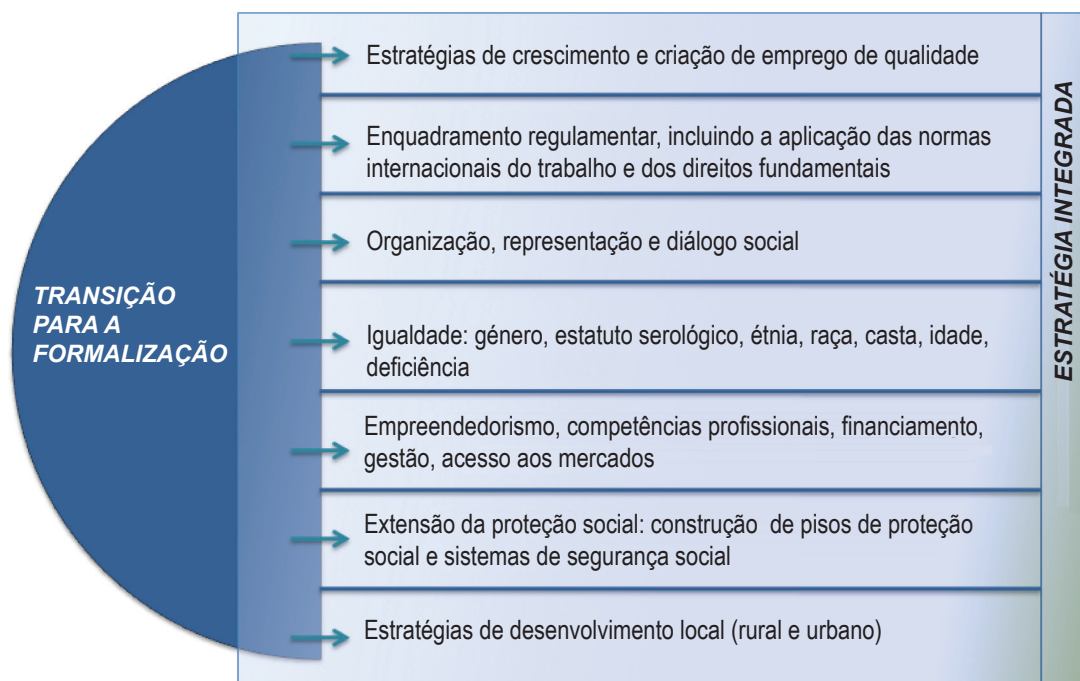 TRANSIÇÃO
PARA A
FORMALIZAÇÃO
Estratégias de crescimento e criação de emprego de qualidade
Enquadramento regulamentar, incluindo a aplicação das normas
internacionais do trabalho e dos direitos fundamentais
Organização, representação e diálogo social
Igualdade: género, estatuto serológico, étnia, raça, casta, idade,
deficiência
Empreendedorismo, competências profissionais, financiamento,
gestão, acesso aos mercados
Extensão da proteção social: construção de pisos de proteção
social e sistemas de segurança social
Estratégias de desenvolvimento local (rural e urbano)
ESTRATÉGIA INTEGRADA